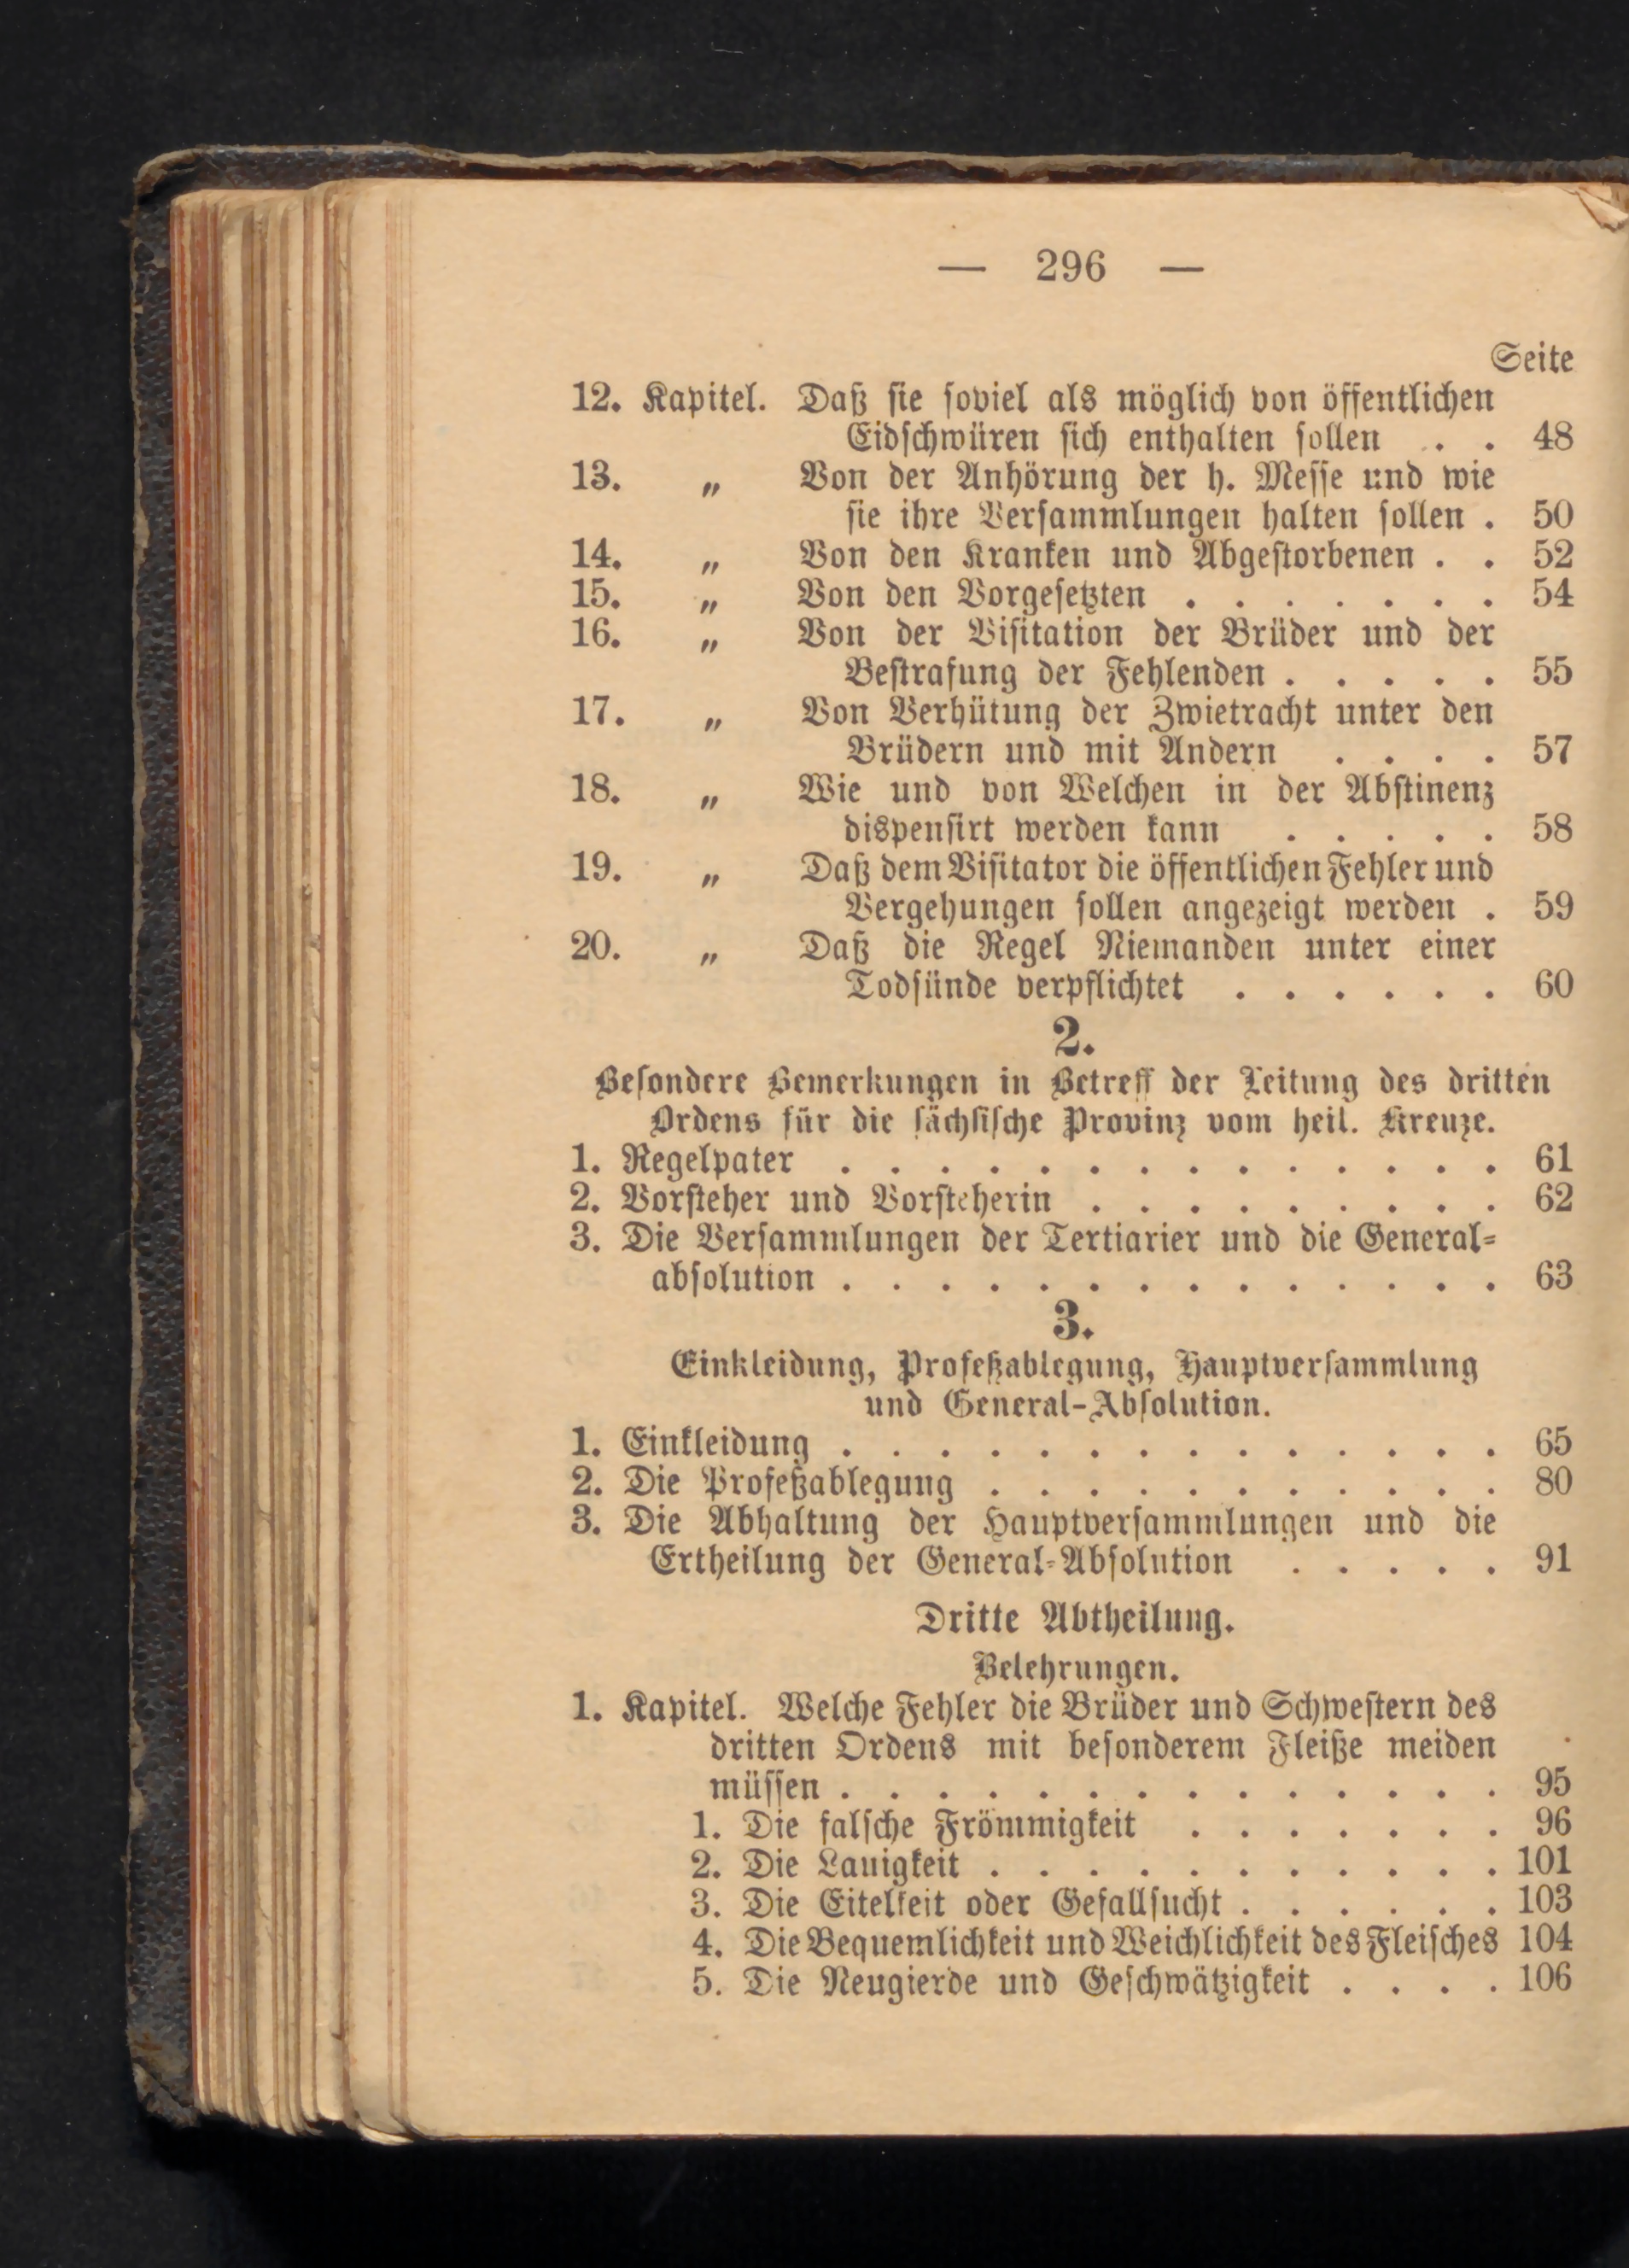 — 296 —
Seite
12. Kapitel. Daß sie soviel als möglich von öffentlichen
Eidschwüren sich enthalten sollen . . 48
13. „ Von der Anhörung der h. Messe und wie
sie ihre Versammlungen halten sollen . 50
14. „ Von den Kranken und Abgestorbenen . . 52
15. „ Von den Vorgesetzten . . . . . . . 54
16. „ Von der Visitation der Brüder und der
Bestrafung der Fehlenden . . . . . 55
17. „ Von Verhütung der Zwietracht unter den
Brüdern und mit Andern . . . . 57
18. „ Wie und von Welchen in der Abstinenz
dispensirt werden kann . . . . . 58
19. „ Daß dem Visitator die öffentlichen Fehler und
Vergehungen sollen angezeigt werden . 59
20. „ Daß die Regel Niemanden unter einer
Todsünde verpflichtet . . . . . . 60
2.
Besondere Bemerkungen in Betreff der Leitung des dritten
Ordens für die sächsische Provinz vom heil. Kreuze.
1. Regelpater . . . . . . . . . . . . . . 61
2. Vorsteher und Vorsteherin . . . . . . . . . 62
3. Die Versammlungen der Tertiarier und die General-
absolution . . . . . . . . . . . . . . 63
3.
Einkleidung, Profeßablegung, Hauptversammlung
und General-Absolution.
1. Einkleidung . . . . . . . . . . . . . . 65
2. Die Profeßablegung . . . . . . . . . . . 80
3. Die Abhaltung der Hauptversammlungen und die
Ertheilung der General-Absolution . . . . . 91
Dritte Abtheilung.
Belehrungen.
1. Kapitel. Welche Fehler die Brüder und Schwestern des
dritten Ordens mit besonderem Fleiße meiden
müssen . . . . . . . . . . . . . . 95
1. Die falsche Frömmigkeit . . . . . . . 96
2. Die Lauigkeit . . . . . . . . . . . 101
3. Die Eitelkeit oder Gefallsucht . . . . . . 103
4. Die Bequemlichkeit und Weichlichkeit des Fleisches 104
5. Die Neugierde und Geschwätzigkeit . . . . 106